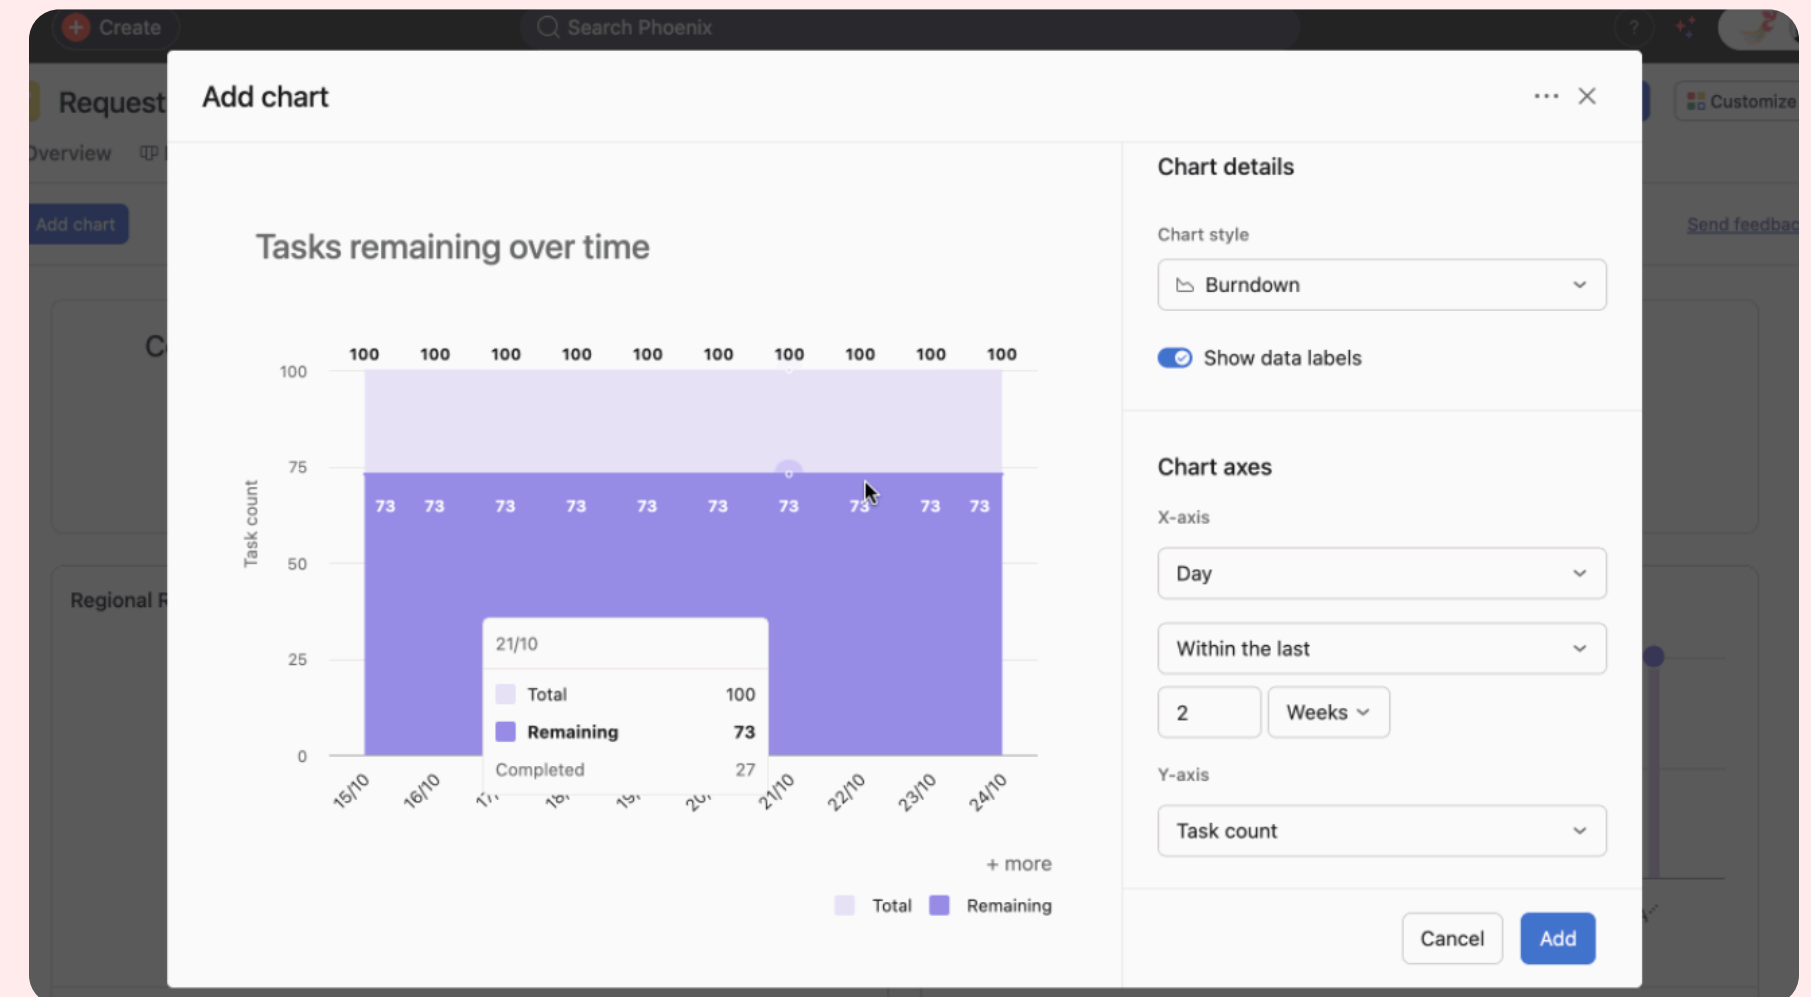 Create
Search Phoenix
?
Request
Customize
Overview
Add chart
Send feedbac
C
Regional R
Add chart
Tasks remaining over time
100 100 100 100 100 100 100 100 100 100
100
75
50
25
0
Task count
73 73 73 73 73 73 73 73 73 73
21/10
Total 100
Remaining 73
Completed 27
15/10 16/10 17/ 18/ 19/ 20/ 21/10 22/10 23/10 24/10
+ more
Total Remaining
Chart details
Chart style
Burndown
Show data labels
Chart axes
X-axis
Day
Within the last
2 Weeks
Y-axis
Task count
Cancel Add